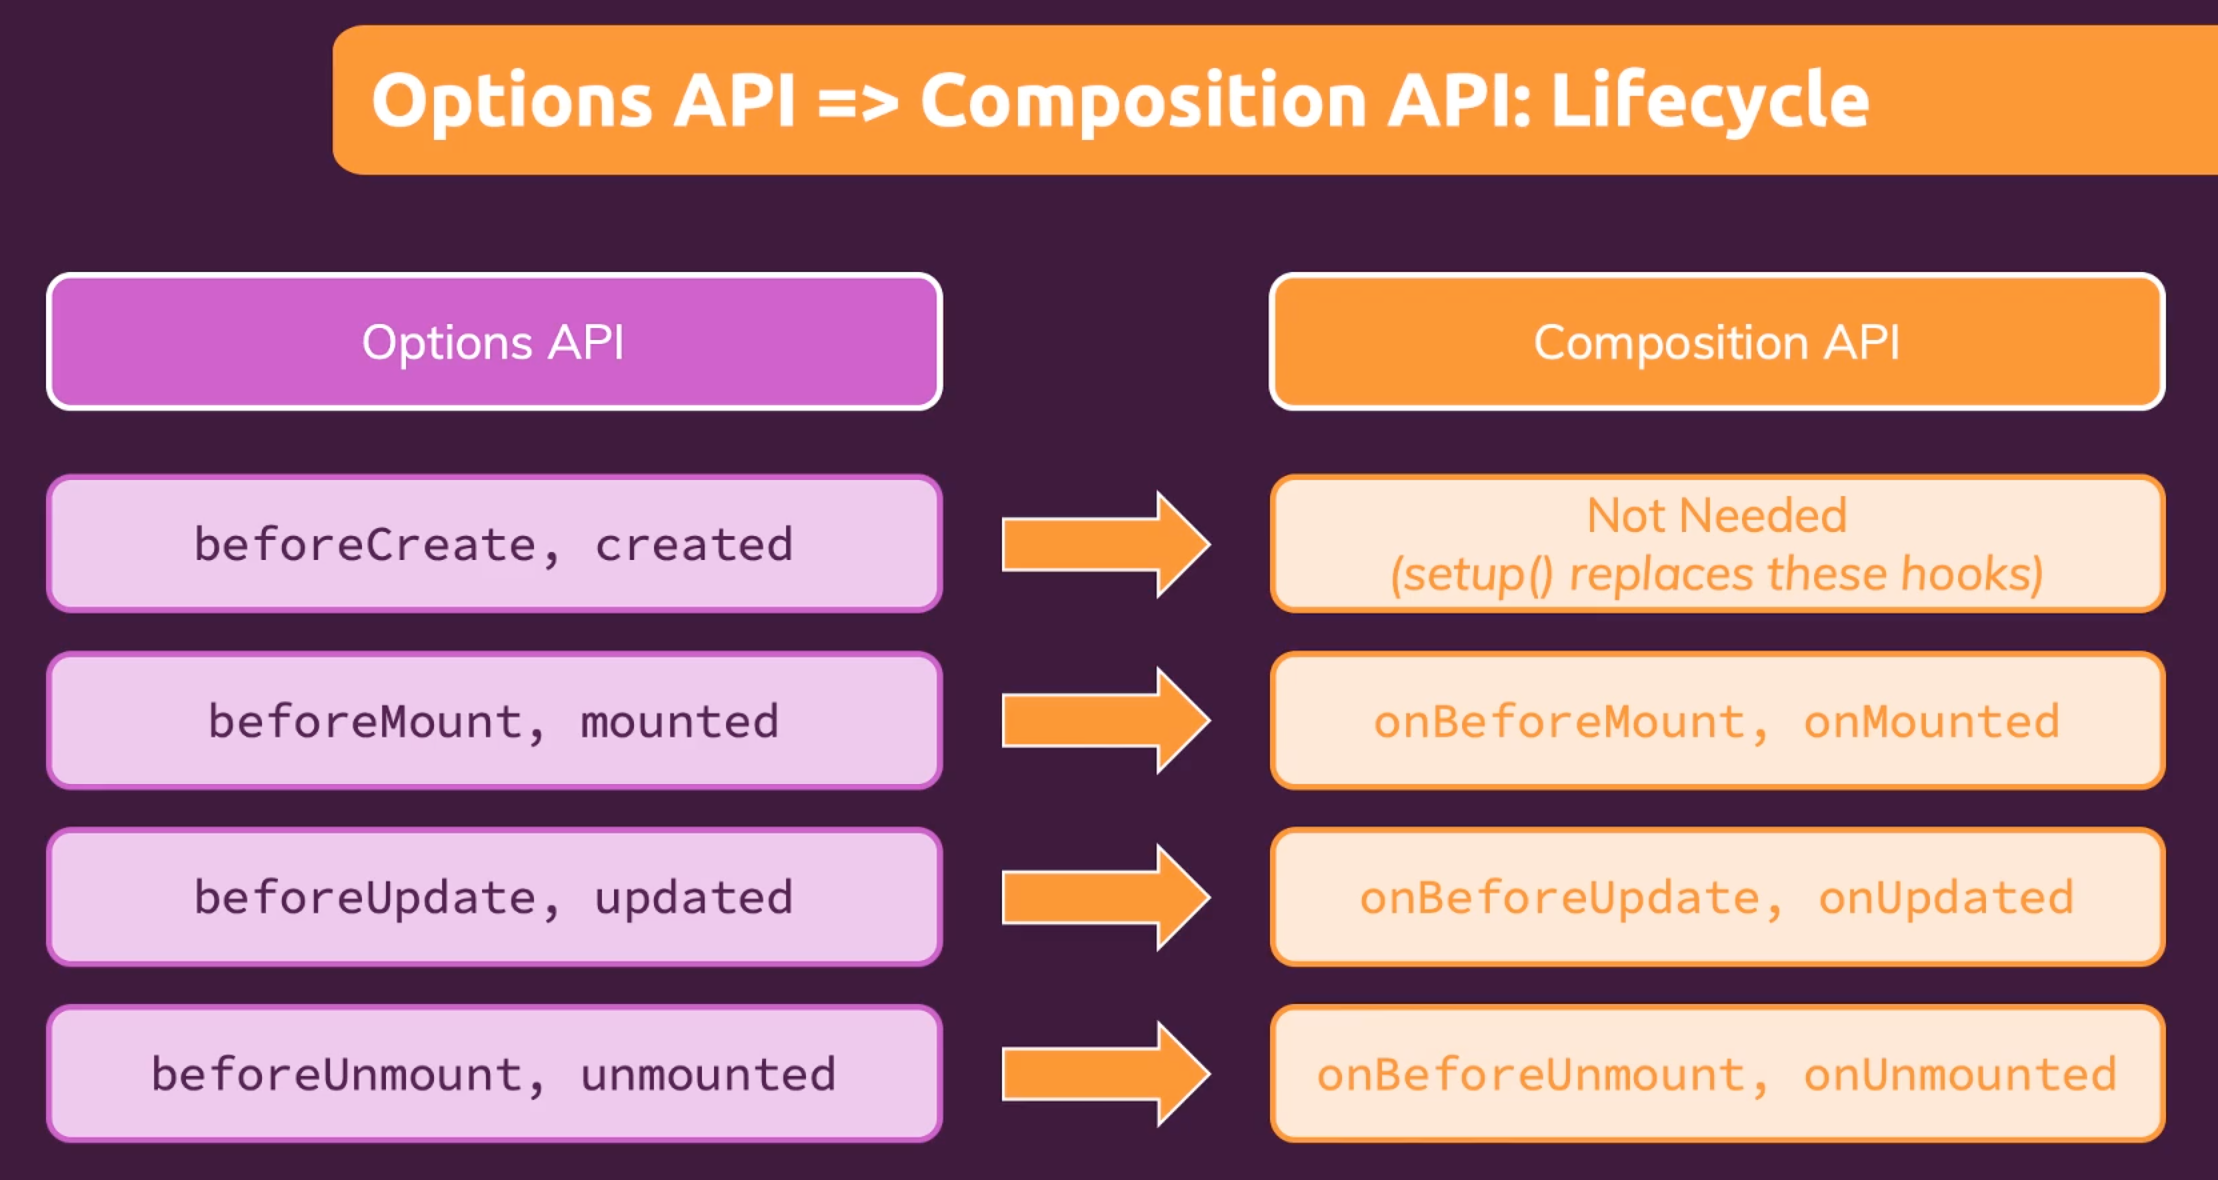 Options API => Composition API: Lifecycle
Options API
Composition API
beforeCreate, created
Not Needed
(setup() replaces these hooks)
beforeMount, mounted
onBeforeMount, onMounted
beforeUpdate, updated
onBeforeUpdate, onUpdated
beforeUnmount, unmounted
onBeforeUnmount, onUnmounted